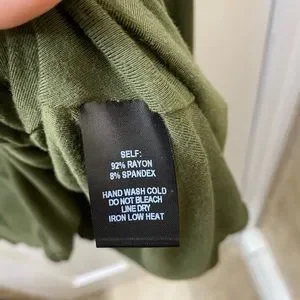 SELF:
92% RAYON
8% SPANDEX
HAND WASH COLD
DO NOT BLEACH
LINE DRY
IRON LOW HEAT